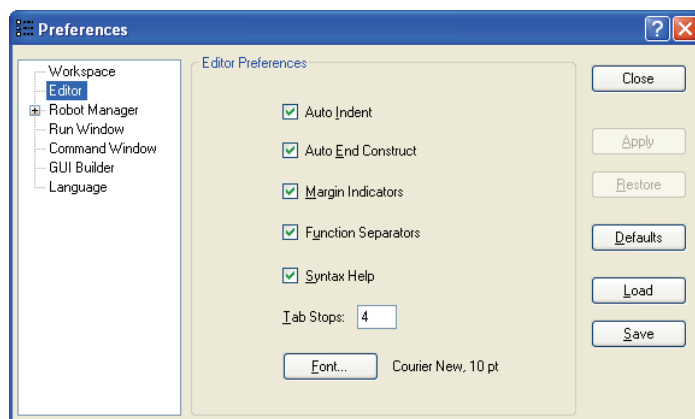 Preferences
Workspace
Editor
Robot Manager
Run Window
Command Window
GUI Builder
Language
Editor Preferences
Auto Indent
Auto End Construct
Margin Indicators
Function Separators
Syntax Help
Tab Stops: 4
Font... Courier New, 10 pt
Close
Apply
Restore
Defaults
Load
Save